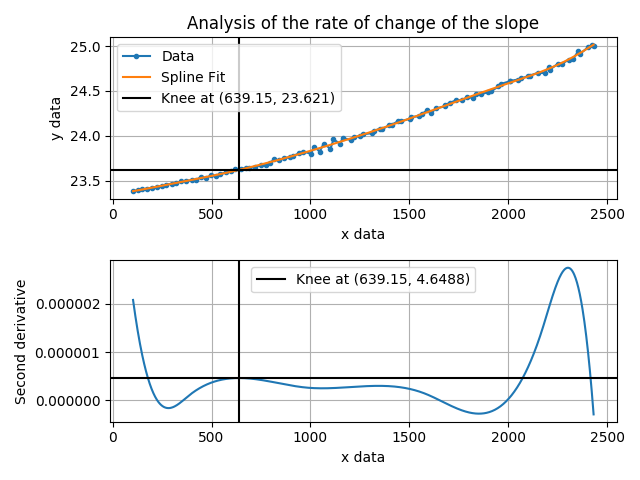 Analysis of the rate of change of the slope
25.0
24.5
24.0
23.5
y data
Data
Spline Fit
Knee at (639.15, 23.621)
0
500
1000
1500
2000
2500
x data
0.000002
0.000001
0.000000
Second derivative
Knee at (639.15, 4.6488)
0
500
1000
1500
2000
2500
x data